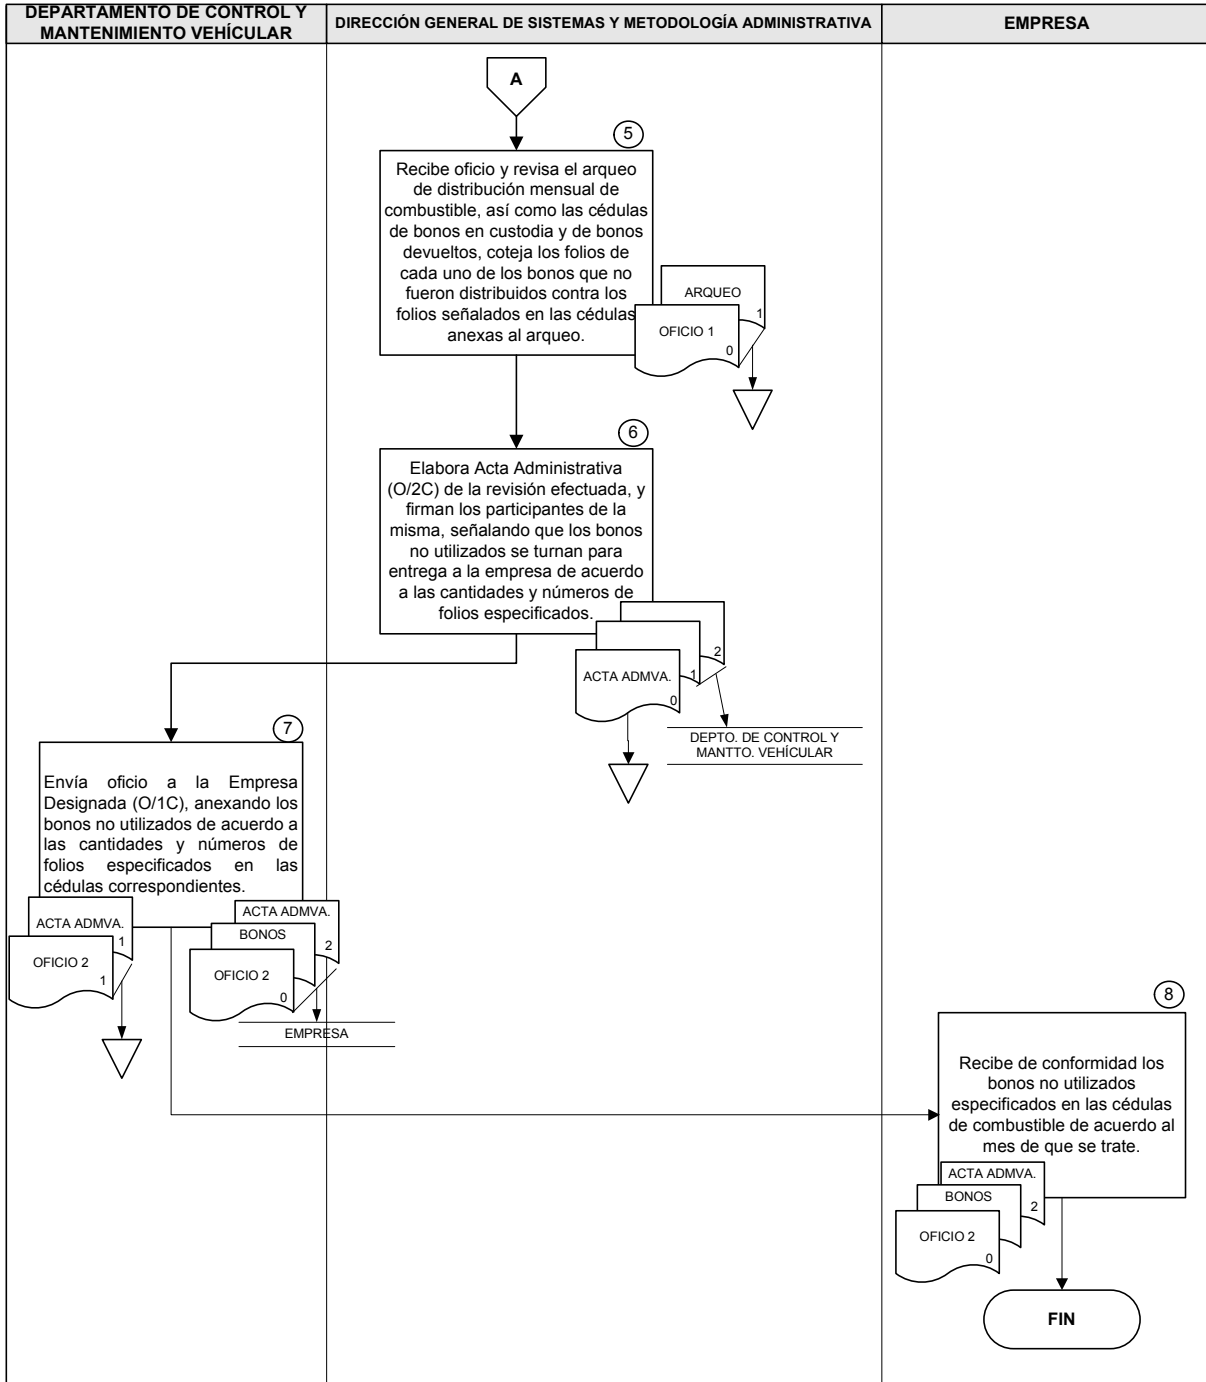 DEPARTAMENTO DE CONTROL Y
MANTENIMIENTO VEHÍCULAR
DIRECCIÓN GENERAL DE SISTEMAS Y METODOLOGÍA ADMINISTRATIVA
EMPRESA
A
5
Recibe oficio y revisa el arqueo
de distribución mensual de
combustible, así como las cédulas
de bonos en custodia y de bonos
devueltos, coteja los folios de
cada uno de los bonos que no
fueron distribuidos contra los
folios señalados en las cédulas
anexas al arqueo.
ARQUEO
1
OFICIO 1
0
6
Elabora Acta Administrativa
(O/2C) de la revisión efectuada, y
firman los participantes de la
misma, señalando que los bonos
no utilizados se turnan para
entrega a la empresa de acuerdo
a las cantidades y números de
folios especificados.
2
1
ACTA ADMVA.
0
DEPTO. DE CONTROL Y
MANTTO. VEHÍCULAR
7
Envía oficio a la Empresa
Designada (O/1C), anexando los
bonos no utilizados de acuerdo a
las cantidades y números de
folios especificados en las
cédulas correspondientes.
ACTA ADMVA.
1
OFICIO 2
1
ACTA ADMVA.
2
BONOS
OFICIO 2
0
EMPRESA
8
Recibe de conformidad los
bonos no utilizados
especificados en las cédulas
de combustible de acuerdo al
mes de que se trate.
ACTA ADMVA.
2
BONOS
OFICIO 2
0
FIN